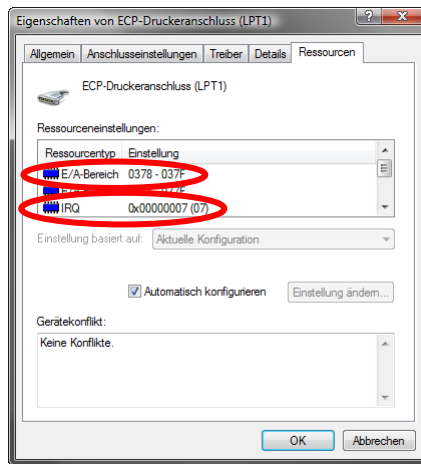 Eigenschaften von ECP-Druckeranschluss (LPT1)
Allgemein Anschlusseinstellungen Treiber Details Ressourcen
ECP-Druckeranschluss (LPT1)
Ressourceneinstellungen:
Ressourcentyp Einstellung
E/A-Bereich 0378 - 037F
IRQ 0x00000007 (07)
Einstellung basiert auf: Aktuelle Konfiguration
Automatisch konfigurieren Einstellung ändern...
Gerätekonflikt:
Keine Konflikte.
OK Abbrechen